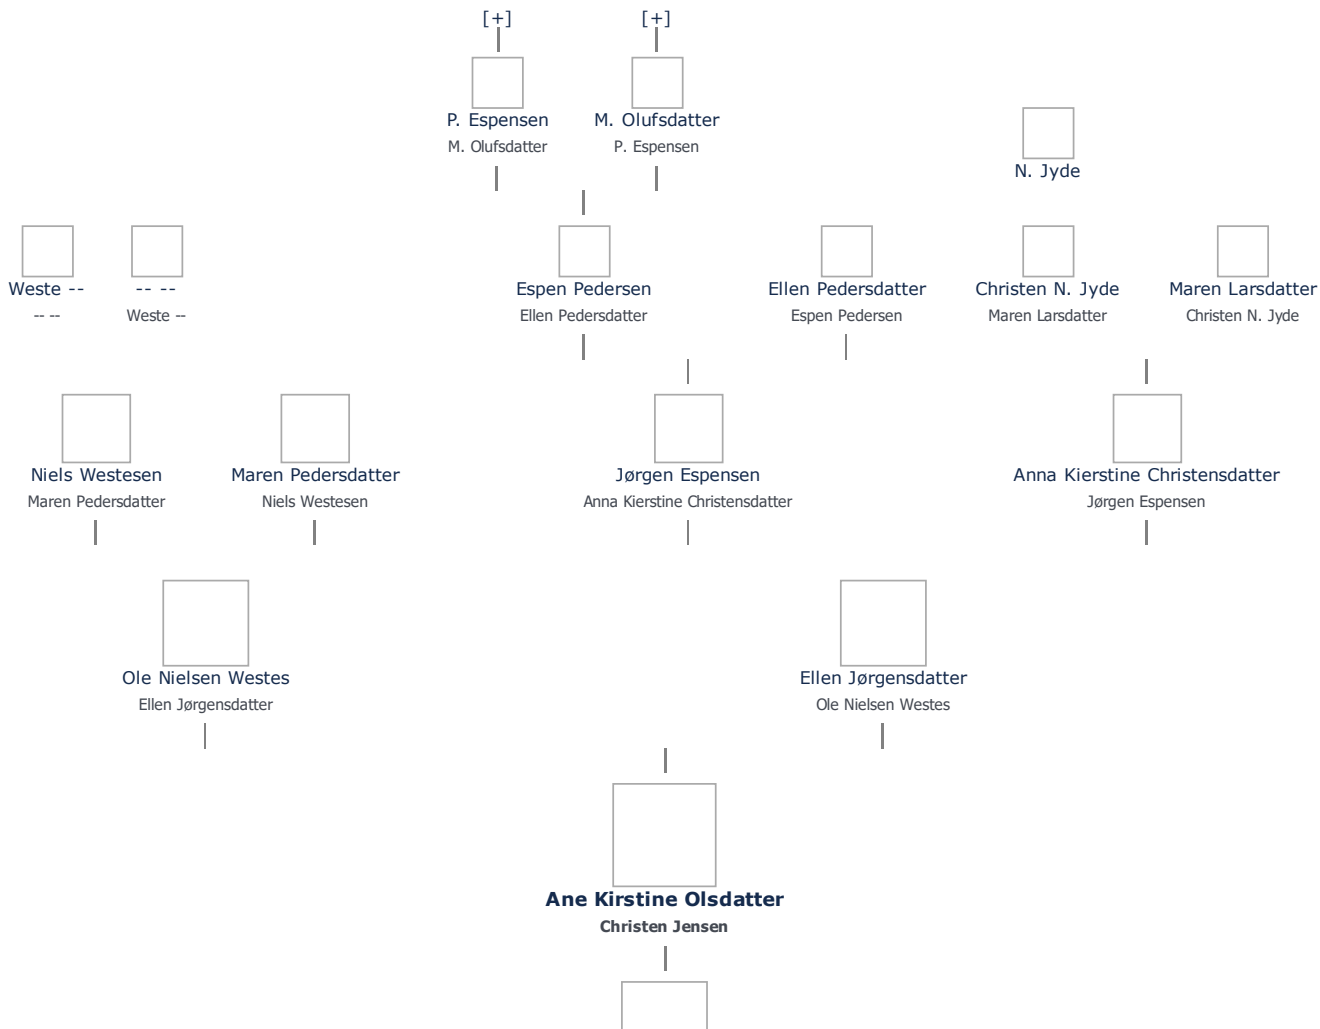 [+] [+]
P. Espensen M. Olufsdatter
M. Olufsdatter P. Espensen
N. Jyde
Weste -- -- -- Espen Pedersen Ellen Pedersdatter Christen N. Jyde Maren Larsdatter
-- -- Weste -- Ellen Pedersdatter Espen Pedersen Maren Larsdatter Christen N. Jyde
Niels Westesen Maren Pedersdatter Jørgen Espensen Anna Kierstine Christensdatter
Maren Pedersdatter Niels Westesen Anna Kierstine Christensdatter Jørgen Espensen
Ole Nielsen Westes Ellen Jørgensdatter
Ellen Jørgensdatter Ole Nielsen Westes
Ane Kirstine Olsdatter
Christen Jensen